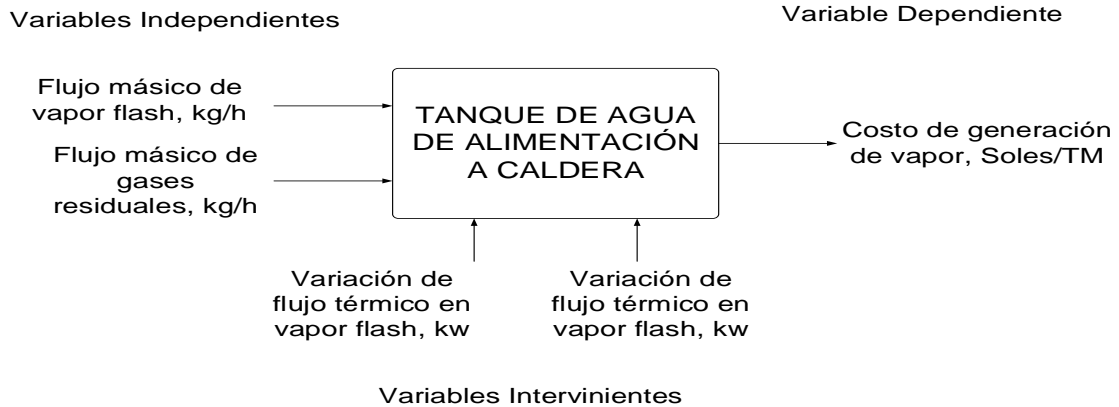 Variables Independientes
Variable Dependiente
Flujo másico de
vapor flash, kg/h
Flujo másico de
gases
residuales, kg/h
TANQUE DE AGUA
DE ALIMENTACIÓN
A CALDERA
Costo de generación
de vapor, Soles/TM
Variación de
flujo térmico en
vapor flash, kw
Variación de
flujo térmico en
vapor flash, kw
Variables Intervinientes